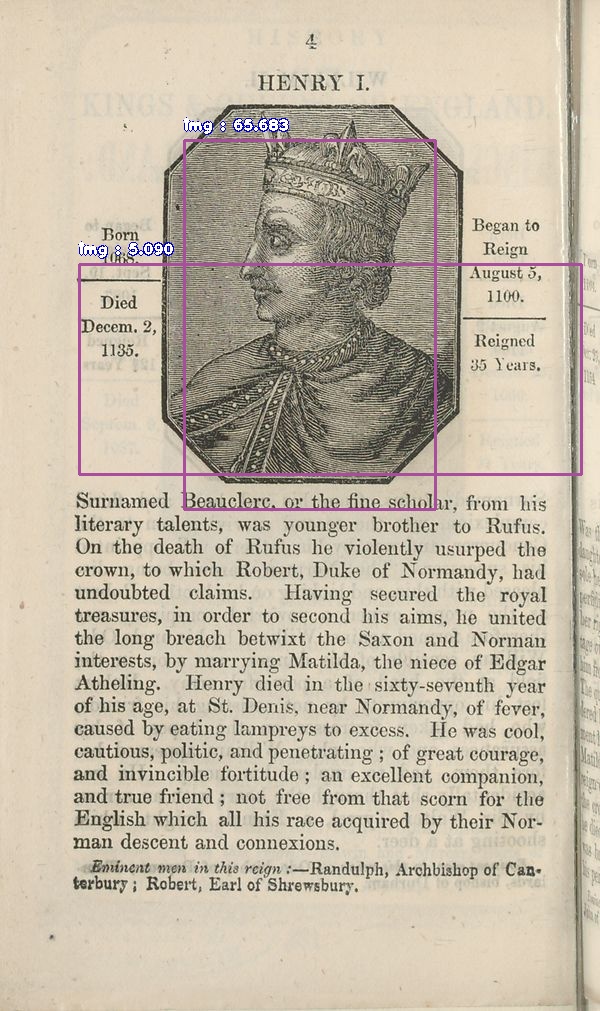 4
HENRY I.
img : 65.683
Born
1068.
img : 5.090
Died
Decem. 2,
1135.
Began to
Reign
August 5,
1100.
Reigned
35 Years.
Surnamed Beauclerc, or the fine scholar, from his
literary talents, was younger brother to Rufus.
On the death of Rufus he violently usurped the
crown, to which Robert, Duke of Normandy, had
undoubted claims. Having secured the royal
treasures, in order to second his aims, he united
the long breach betwixt the Saxon and Norman
interests, by marrying Matilda, the niece of Edgar
Atheling. Henry died in the sixty-seventh year
of his age, at St. Denis, near Normandy, of fever,
caused by eating lampreys to excess. He was cool,
cautious, politic, and penetrating ; of great courage,
and invincible fortitude ; an excellent companion,
and true friend ; not free from that scorn for the
English which all his race acquired by their Nor-
man descent and connexions.
Eminent men in this reign :—Randulph, Archbishop of Can-
terbury ; Robert, Earl of Shrewsbury.